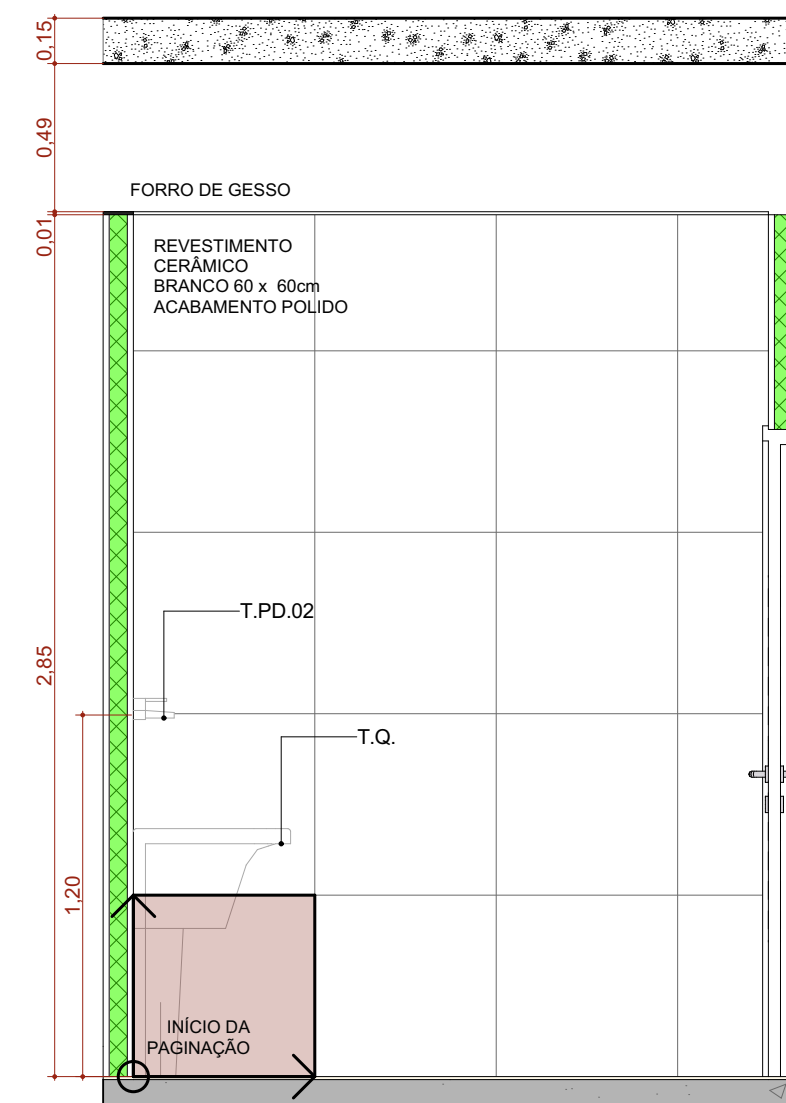 0,15
0,49
FORRO DE GESSO
0,01
REVESTIMENTO
CERÂMICO
BRANCO 60 x 60cm
ACABAMENTO POLIDO
T.PD.02
2,85
T.Q.
1,20
INÍCIO DA
PAGINAÇÃO